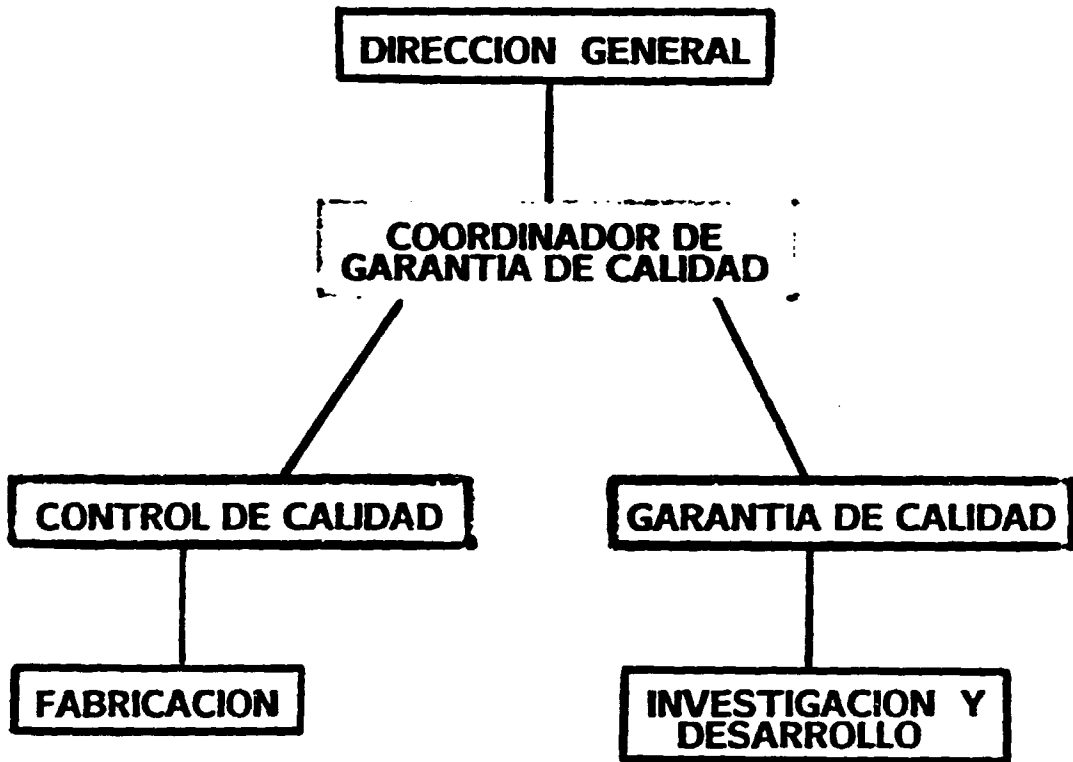 DIRECCION GENERAL
COORDINADOR DE
GARANTIA DE CALIDAD
CONTROL DE CALIDAD
GARANTIA DE CALIDAD
FABRICACION
INVESTIGACION Y
DESARROLLO